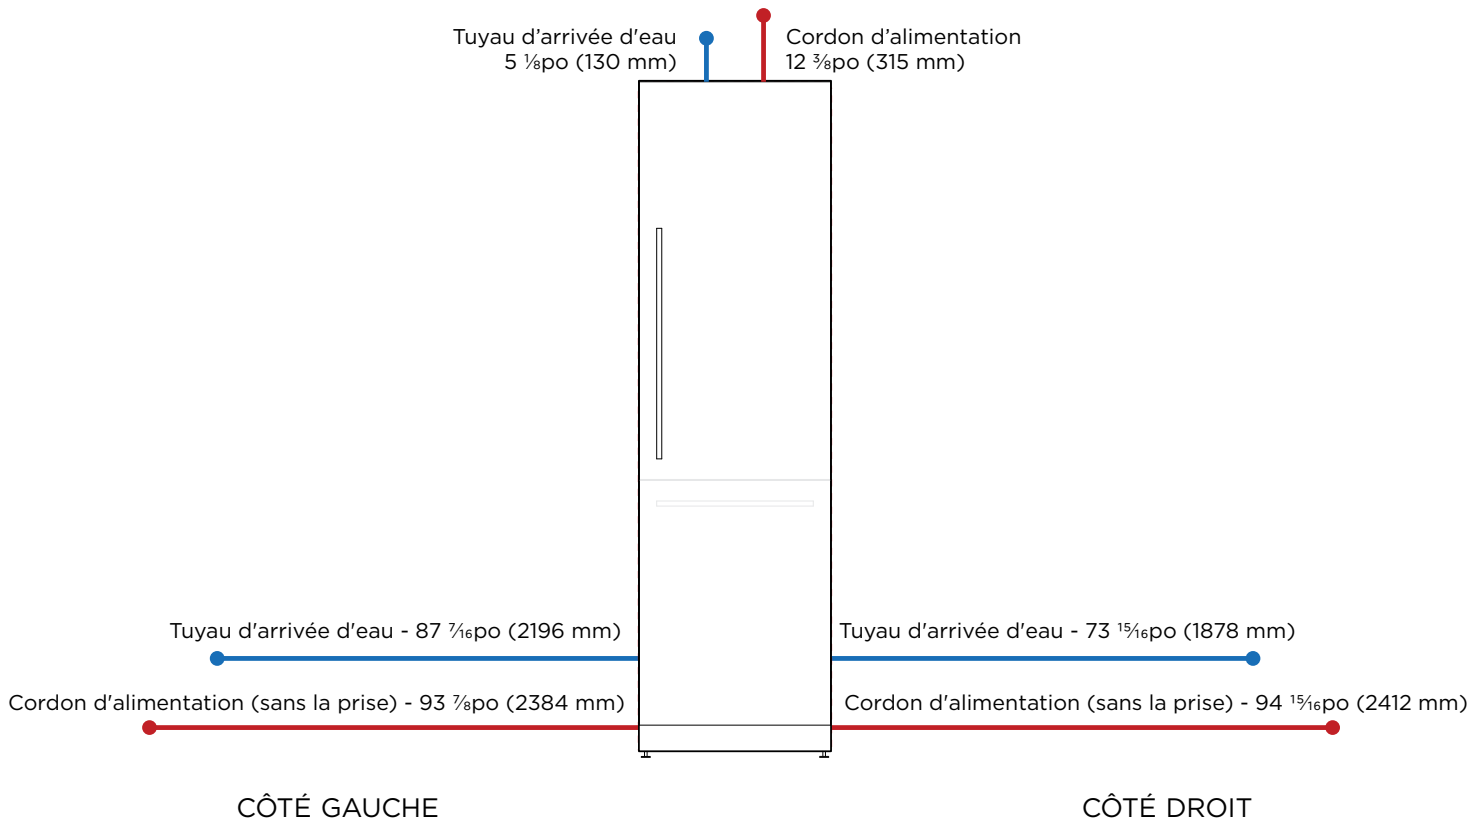 Tuyau d’arrivée d'eau
5 ⅛po (130 mm)
Cordon d’alimentation
12 ⅜po (315 mm)
Tuyau d'arrivée d'eau - 87 ⁷⁄₁₆po (2196 mm)
Tuyau d'arrivée d'eau - 73 ¹⁵⁄₁₆po (1878 mm)
Cordon d'alimentation (sans la prise) - 93 ⅞po (2384 mm)
Cordon d'alimentation (sans la prise) - 94 ¹⁵⁄₁₆po (2412 mm)
CÔTÉ GAUCHE
CÔTÉ DROIT